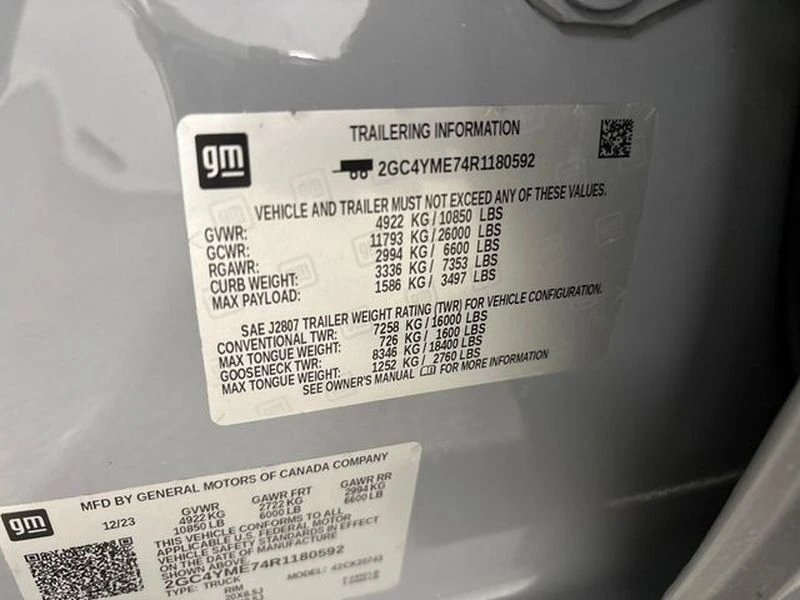 gm
TRAILERING INFORMATION
2GC4YME74R1180592
VEHICLE AND TRAILER MUST NOT EXCEED ANY OF THESE VALUES.
GVWR: 4922 KG/10850 LBS
GCWR: 11793 KG/26000 LBS
RGAWR: 2994 KG/ 6600 LBS
CURB WEIGHT: 3336 KG/ 7353 LBS
MAX PAYLOAD: 1586 KG/ 3497 LBS
SAE J2807 TRAILER WEIGHT RATING (TWR) FOR VEHICLE CONFIGURATION.
CONVENTIONAL TWR: 7258 KG/16000 LBS
MAX TONGUE WEIGHT: 726 KG/ 1600 LBS
GOOSENECK TWR: 8346 KG/18400 LBS
MAX TONGUE WEIGHT: 1252 KG/ 2760 LBS
SEE OWNER'S MANUAL FOR MORE INFORMATION
gm
MFD BY GENERAL MOTORS OF CANADA COMPANY
12/23 GVWR GAWR FRT GAWR RR
4922 KG 2722 KG 2994 KG
10850 LB 6000 LB 6600 LB
THIS VEHICLE CONFORMS TO ALL
APPLICABLE U.S. FEDERAL MOTOR
VEHICLE SAFETY STANDARDS IN EFFECT
ON THE DATE OF MANUFACTURE
SHOWN ABOVE
2GC4YME74R1180592
TYPE: TRUCK MODEL:
RIM